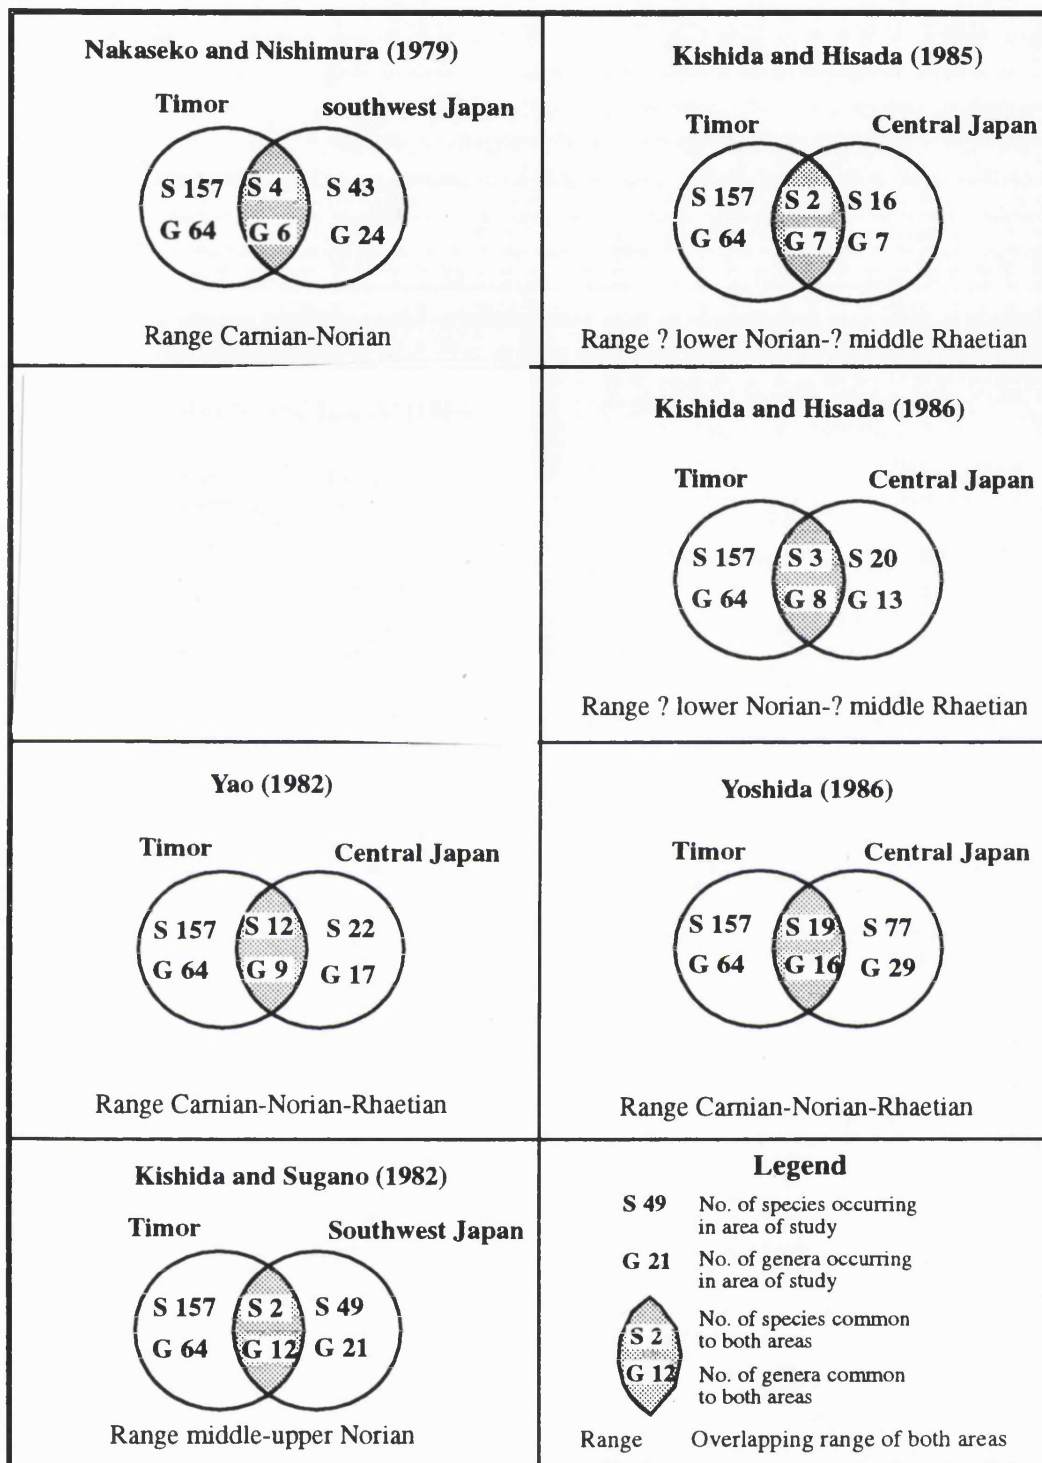 Nakaseko and Nishimura (1979)
Timor southwest Japan
S 157 S 4 S 43
G 64 G 6 G 24
Range Carnian-Norian
Kishida and Hisada (1985)
Timor Central Japan
S 157 S 2 S 16
G 64 G 7 G 7
Range ? lower Norian-? middle Rhaetian
Kishida and Hisada (1986)
Timor Central Japan
S 157 S 3 S 20
G 64 G 8 G 13
Range ? lower Norian-? middle Rhaetian
Yao (1982)
Timor Central Japan
S 157 S 12 S 22
G 64 G 9 G 17
Range Carnian-Norian-Rhaetian
Yoshida (1986)
Timor Central Japan
S 157 S 19 S 77
G 64 G 16 G 29
Range Carnian-Norian-Rhaetian
Kishida and Sugano (1982)
Timor Southwest Japan
S 157 S 2 S 49
G 64 G 12 G 21
Range middle-upper Norian
Legend
S 49 No. of species occurring
in area of study
G 21 No. of genera occurring
in area of study
S 2 No. of species common
to both areas
G 12 No. of genera common
to both areas
Range Overlapping range of both areas